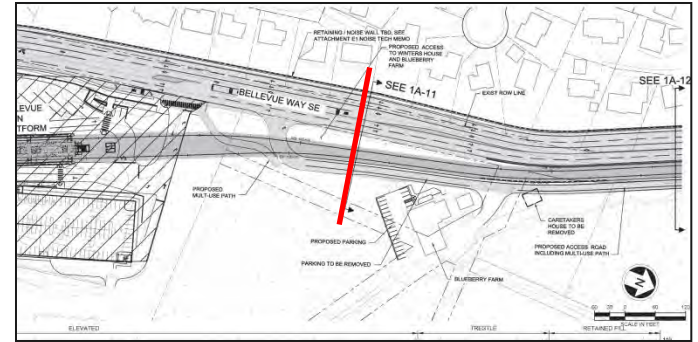 RETAINING / NOISE WALL TBD, SEE
ATTACHMENT E1 NOISE TECH MEMO
PROPOSED ACCESS
TO WINTERS HOUSE
AND BLUEBERRY
FARM
SEE 1A-11
SEE 1A-12
BELLEVUE WAY SE
EXIST ROW LINE
LEVUE
N
TFORM
PROPOSED
MULTI-USE PATH
PROPOSED PARKING
PARKING TO BE REMOVED
BLUEBERRY FARM
CARETAKERS
HOUSE TO BE
REMOVED
PROPOSED ACCESS ROAD
INCLUDING MULTI-USE PATH
N
SCALE IN FEET
ELEVATED
TRESTLE
RETAINED FILL